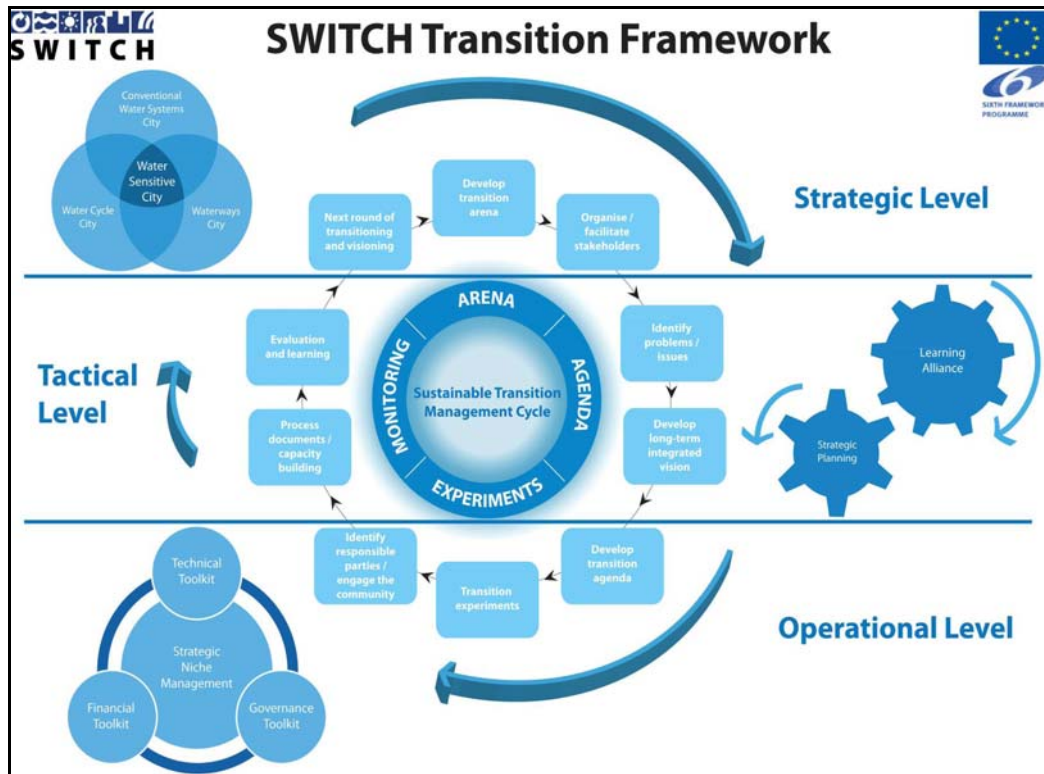 SWITCH
SWITCH Transition Framework
SIXTH FRAMEWORK
PROGRAMME
Conventional
Water Systems
City
Water
Sensitive
City
Water Cycle
City
Waterways
City
Strategic Level
Develop
transition
arena
Organise /
facilitate
stakeholders
Next round of
transitioning
and visioning
Tactical
Level
Evaluation
and learning
Process
documents /
capacity
building
ARENA
AGENDA
EXPERIMENTS
MONITORING
Sustainable Transition
Management Cycle
Identify
problems /
issues
Develop
long-term
integrated
vision
Learning
Alliance
Strategic
Planning
Identify
responsible
parties /
engage the
community
Transition
experiments
Develop
transition
agenda
Operational Level
Technical
Toolkit
Strategic
Niche
Management
Financial
Toolkit
Governance
Toolkit